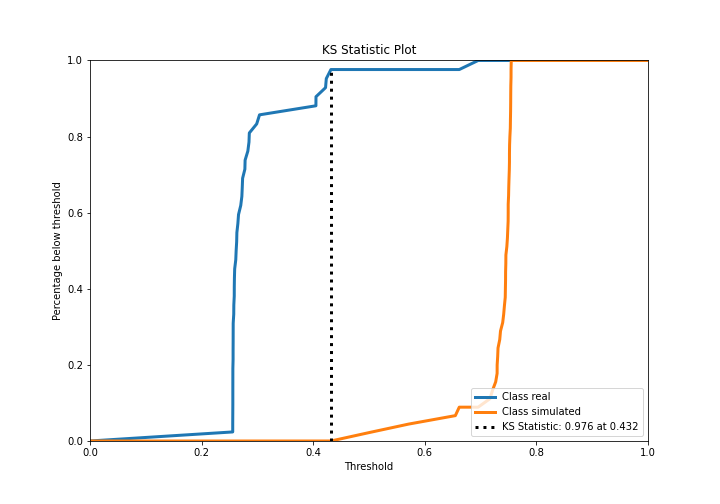 KS Statistic Plot
1.0
0.8
0.6
0.4
0.2
0.0
Percentage below threshold
Class real
Class simulated
KS Statistic: 0.976 at 0.432
0.0 0.2 0.4 0.6 0.8 1.0
Threshold